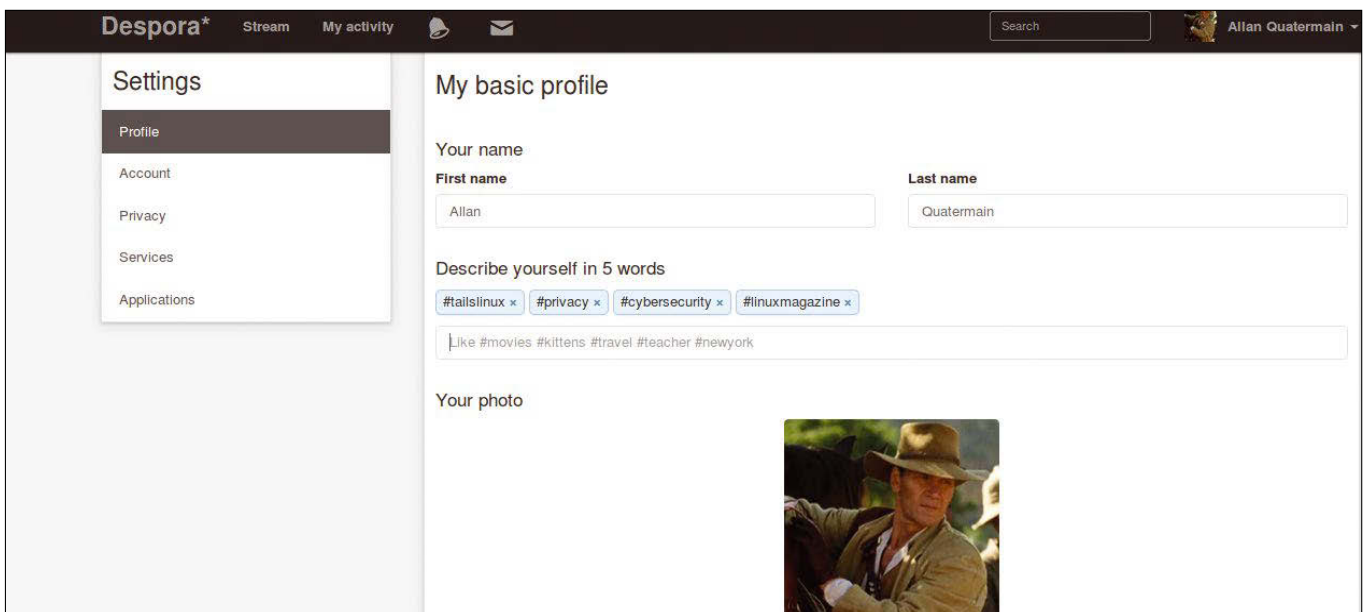 Despora* Stream My activity Search Allan Quatermain
Settings
Profile
Account
Privacy
Services
Applications
My basic profile
Your name
First name Last name
Allan Quatermain
Describe yourself in 5 words
#tailslinux × #privacy × #cybersecurity × #linuxmagazine ×
Like #movies #kittens #travel #teacher #newyork
Your photo